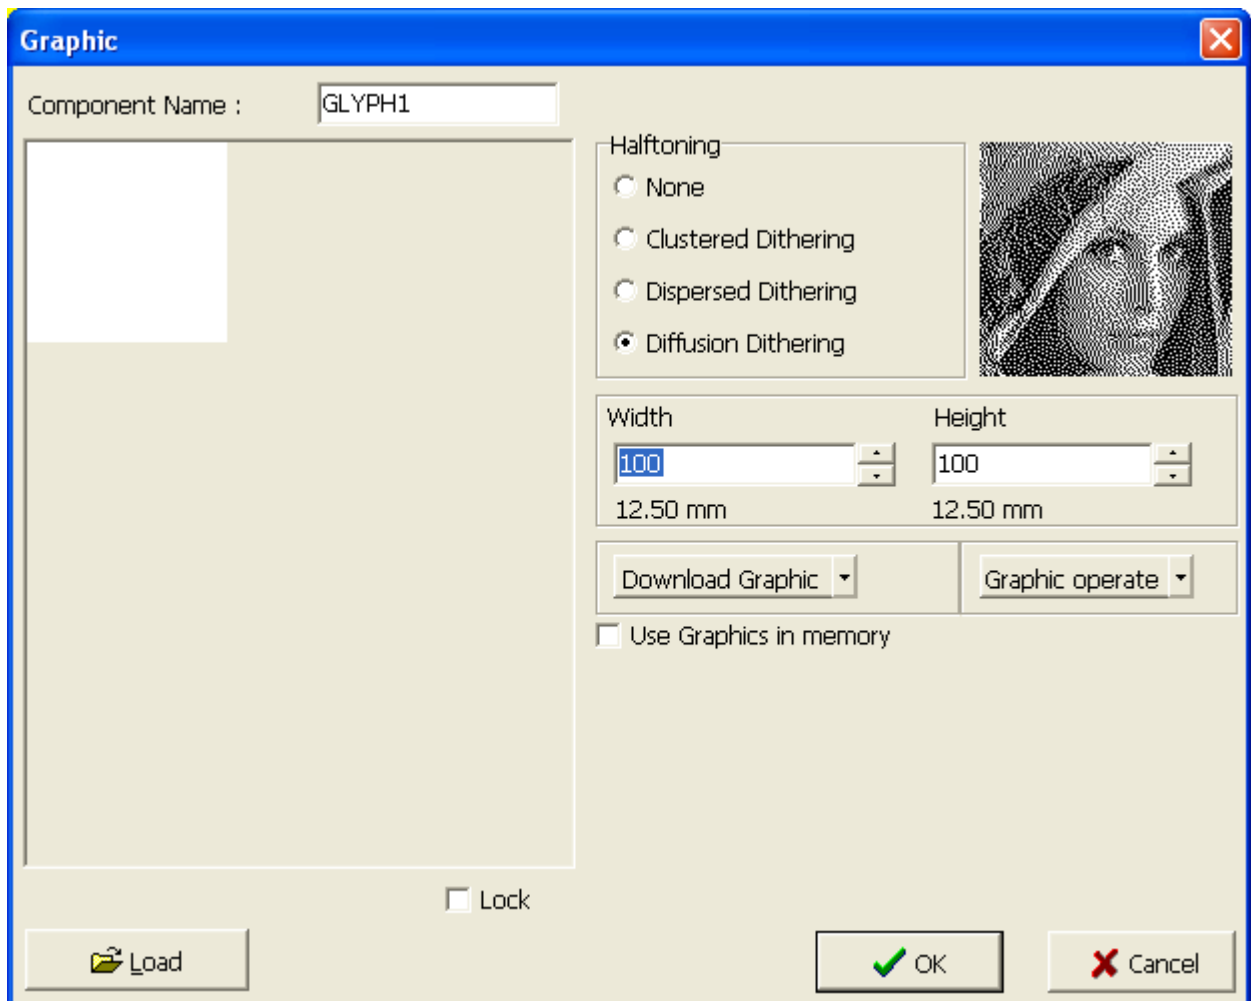 Graphic
Component Name :
GLYPH1
Halftoning
None
Clustered Dithering
Dispersed Dithering
Diffusion Dithering
Width
Height
100
100
12.50 mm
12.50 mm
Download Graphic
Graphic operate
Use Graphics in memory
Lock
Load
OK
Cancel